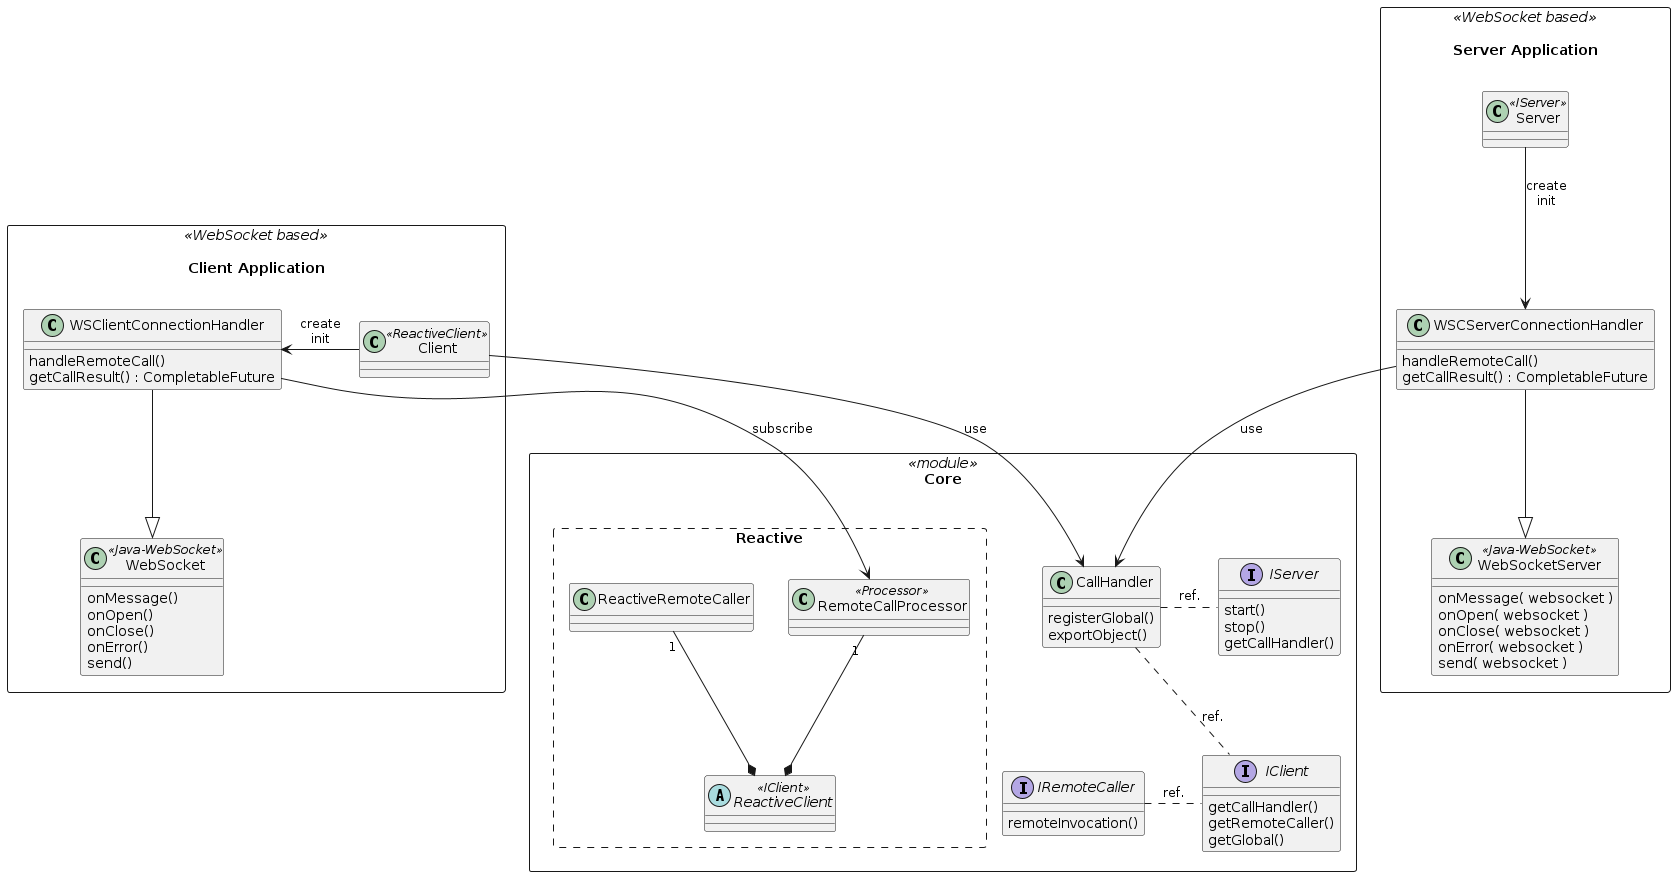 «WebSocket based»
Server Application
C «IServer»
Server
create
init
C WSCServerConnectionHandler
handleRemoteCall()
getCallResult() : CompletableFuture
C «Java-WebSocket»
WebSocketServer
onMessage( websocket )
onOpen( websocket )
onClose( websocket )
onError( websocket )
send( websocket )
«WebSocket based»
Client Application
C WSClientConnectionHandler
handleRemoteCall()
getCallResult() : CompletableFuture
create
init
C «ReactiveClient»
Client
C «Java-WebSocket»
WebSocket
onMessage()
onOpen()
onClose()
onError()
send()
subscribe
use
use
«module»
Core
Reactive
C ReactiveRemoteCaller
C «Processor»
RemoteCallProcessor
1
1
A «IClient»
ReactiveClient
C CallHandler
registerGlobal()
exportObject()
ref.
I IServer
start()
stop()
getCallHandler()
ref.
I IRemoteCaller
remoteInvocation()
ref.
I IClient
getCallHandler()
getRemoteCaller()
getGlobal()